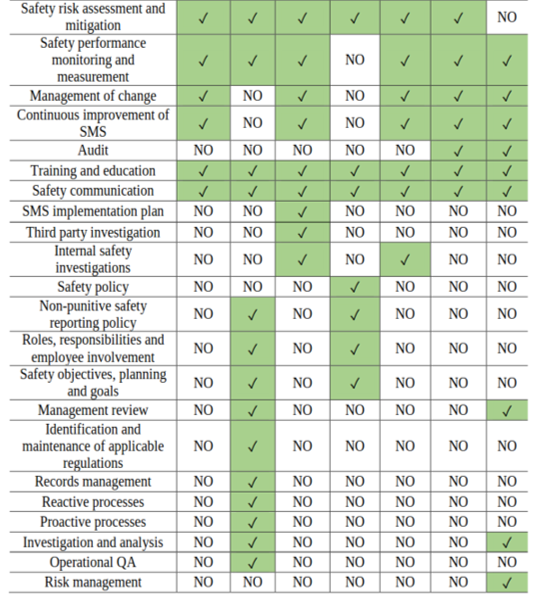 Safety risk assessment and
mitigation ✓ ✓ ✓ ✓ ✓ ✓ NO
Safety performance
monitoring and ✓ ✓ ✓ NO ✓ ✓ ✓
measurement
Management of change ✓ NO ✓ NO ✓ ✓ ✓
Continuous improvement of
SMS ✓ NO ✓ NO ✓ ✓ ✓
Audit NO NO NO NO NO ✓ ✓
Training and education ✓ ✓ ✓ ✓ ✓ ✓ ✓
Safety communication ✓ ✓ ✓ ✓ ✓ ✓ ✓
SMS implementation plan NO NO ✓ NO NO NO NO
Third party investigation NO NO ✓ NO NO NO NO
Internal safety
investigations NO NO ✓ NO ✓ NO NO
Safety policy NO NO NO ✓ NO NO NO
Non-punitive safety
reporting policy NO ✓ NO ✓ NO NO NO
Roles, responsibilities and
employee involvement NO ✓ NO ✓ NO NO NO
Safety objectives, planning
and goals NO ✓ NO ✓ NO NO NO
Management review NO ✓ NO NO NO NO ✓
Identification and
maintenance of applicable NO ✓ NO NO NO NO NO
regulations
Records management NO ✓ NO NO NO NO NO
Reactive processes NO ✓ NO NO NO NO NO
Proactive processes NO ✓ NO NO NO NO NO
Investigation and analysis NO ✓ NO NO NO NO ✓
Operational QA NO ✓ NO NO NO NO NO
Risk management NO NO NO NO NO NO ✓